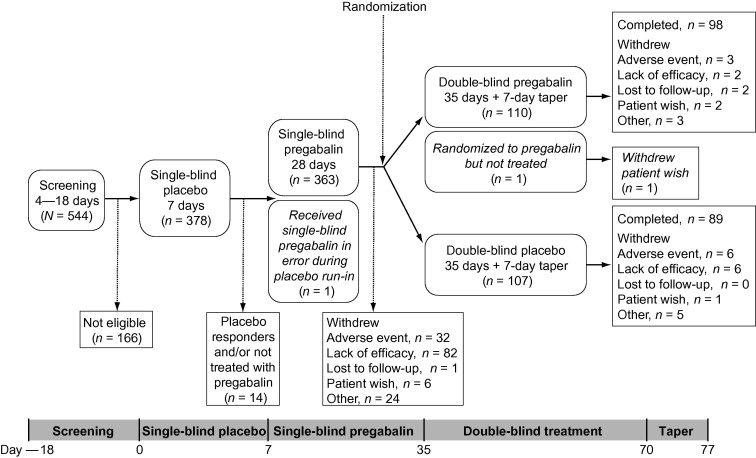 Randomization
Screening
4—18 days
(N = 544)
Not eligible
(n = 166)
Single-blind
placebo
7 days
(n = 378)
Placebo
responders
and/or not
treated with
pregabalin
(n = 14)
Single-blind
pregabalin
28 days
(n = 363)
Received
single-blind
pregabalin in
error during
placebo run-in
(n = 1)
Withdrew
Adverse event, n = 32
Lack of efficacy, n = 82
Lost to follow-up, n = 1
Patient wish, n = 6
Other, n = 24
Double-blind pregabalin
35 days + 7-day taper
(n = 110)
Completed, n = 98
Withdrew
Adverse event, n = 3
Lack of efficacy, n = 2
Lost to follow-up, n = 2
Patient wish, n = 2
Other, n = 3
Randomized to pregabalin
but not treated
(n = 1)
Withdrew
patient wish
(n = 1)
Double-blind placebo
35 days + 7-day taper
(n = 107)
Completed, n = 89
Withdrew
Adverse event, n = 6
Lack of efficacy, n = 6
Lost to follow-up, n = 0
Patient wish, n = 1
Other, n = 5
Screening Single-blind placebo Single-blind pregabalin Double-blind treatment Taper
Day —18 0 7 35 70 77